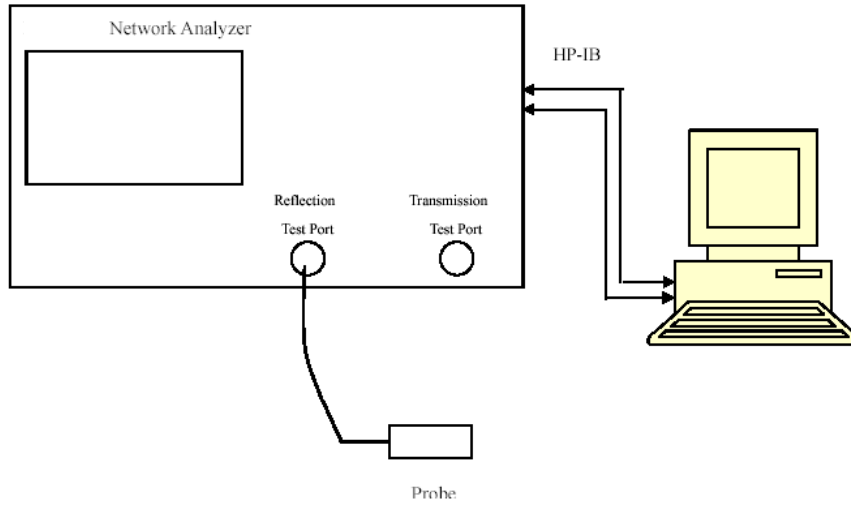 Network Analyzer
HP-IB
Reflection
Test Port
Transmission
Test Port
Probe